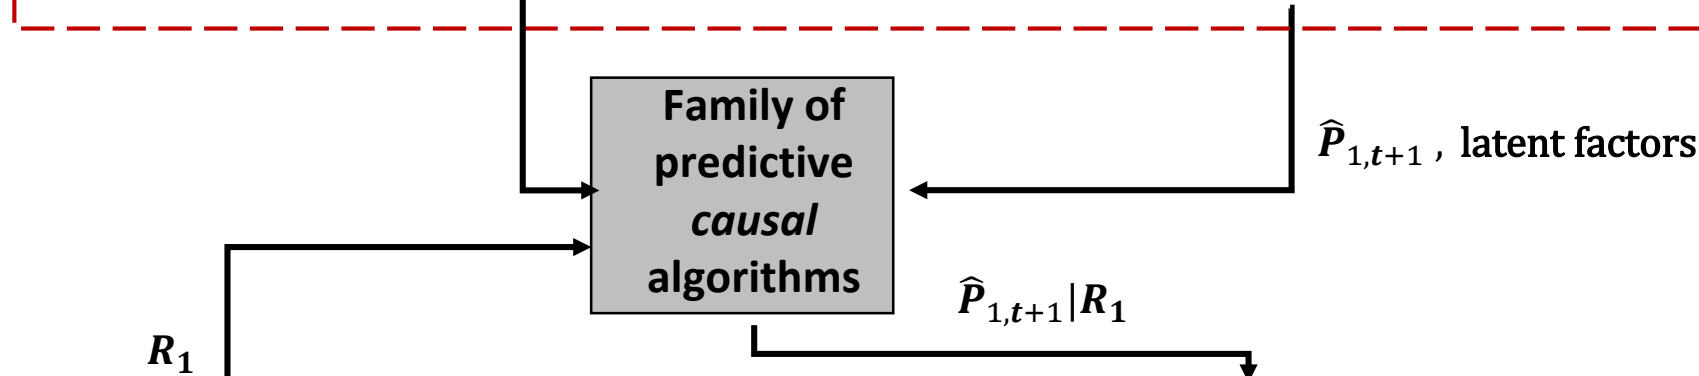 Family of
predictive
causal
algorithms
P̂₁,ₜ₊₁ , latent factors
P̂₁,ₜ₊₁|R₁
R₁